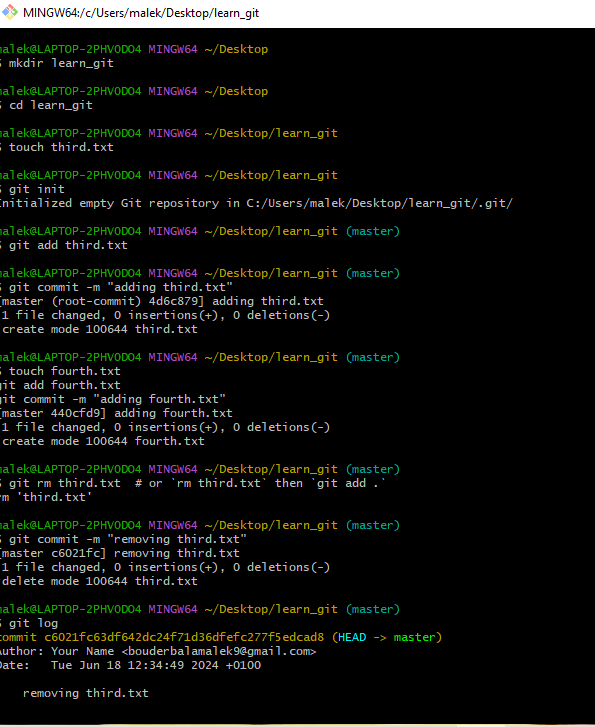 MINGW64:/c/Users/malek/Desktop/learn_git
malek@LAPTOP-2PHVODO4 MINGW64 ~/Desktop
$ mkdir learn_git
malek@LAPTOP-2PHVODO4 MINGW64 ~/Desktop
$ cd learn_git
malek@LAPTOP-2PHVODO4 MINGW64 ~/Desktop/learn_git
$ touch third.txt
malek@LAPTOP-2PHVODO4 MINGW64 ~/Desktop/learn_git
$ git init
Initialized empty Git repository in C:/Users/malek/Desktop/learn_git/.git/
malek@LAPTOP-2PHVODO4 MINGW64 ~/Desktop/learn_git (master)
$ git add third.txt
malek@LAPTOP-2PHVODO4 MINGW64 ~/Desktop/learn_git (master)
$ git commit -m "adding third.txt"
[master (root-commit) 4d6c879] adding third.txt
1 file changed, 0 insertions(+), 0 deletions(-)
create mode 100644 third.txt
malek@LAPTOP-2PHVODO4 MINGW64 ~/Desktop/learn_git (master)
$ touch fourth.txt
git add fourth.txt
git commit -m "adding fourth.txt"
[master 440cfd9] adding fourth.txt
1 file changed, 0 insertions(+), 0 deletions(-)
create mode 100644 fourth.txt
malek@LAPTOP-2PHVODO4 MINGW64 ~/Desktop/learn_git (master)
$ git rm third.txt  # or `rm third.txt` then `git add .`
rm 'third.txt'
malek@LAPTOP-2PHVODO4 MINGW64 ~/Desktop/learn_git (master)
$ git commit -m "removing third.txt"
[master c6021fc] removing third.txt
1 file changed, 0 insertions(+), 0 deletions(-)
delete mode 100644 third.txt
malek@LAPTOP-2PHVODO4 MINGW64 ~/Desktop/learn_git (master)
$ git log
commit c6021fc63df642dc24f71d36dfefc277f5edcad8 (HEAD -> master)
Author: Your Name <bouderbalamalek9@gmail.com>
Date:   Tue Jun 18 12:34:49 2024 +0100
removing third.txt